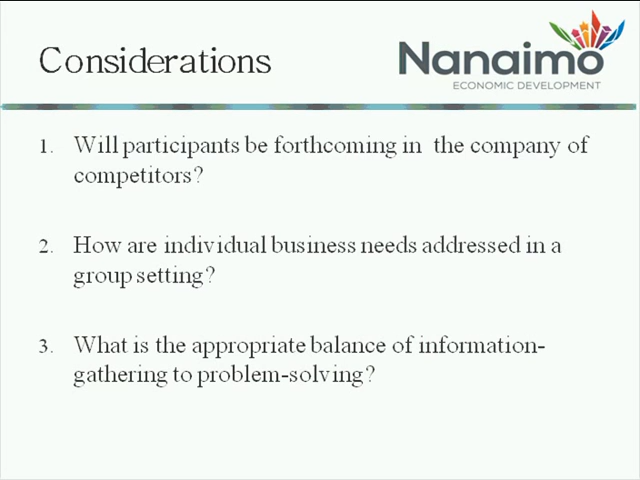 Considerations
Nanaimo
ECONOMIC DEVELOPMENT
1. Will participants be forthcoming in the company of
competitors?
2. How are individual business needs addressed in a
group setting?
3. What is the appropriate balance of information-
gathering to problem-solving?